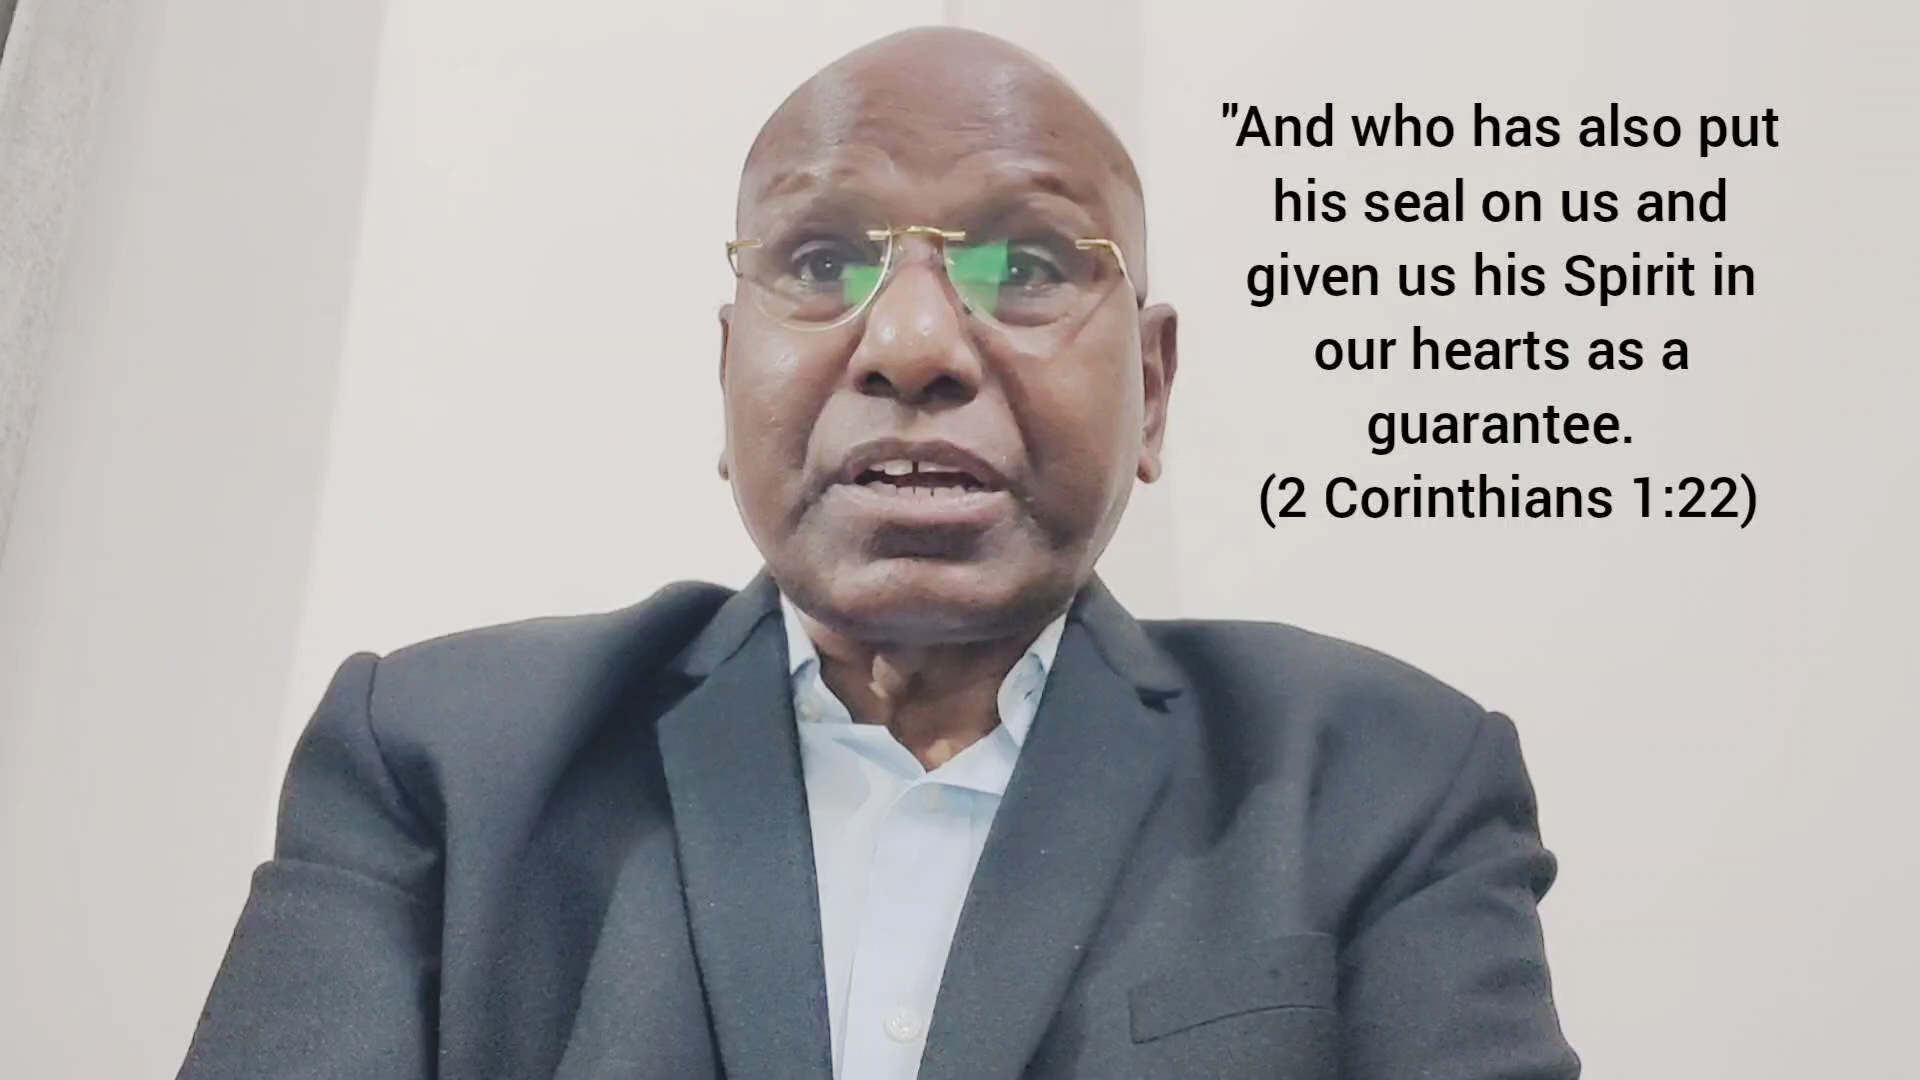 "And who has also put
his seal on us and
given us his Spirit in
our hearts as a
guarantee.
(2 Corinthians 1:22)